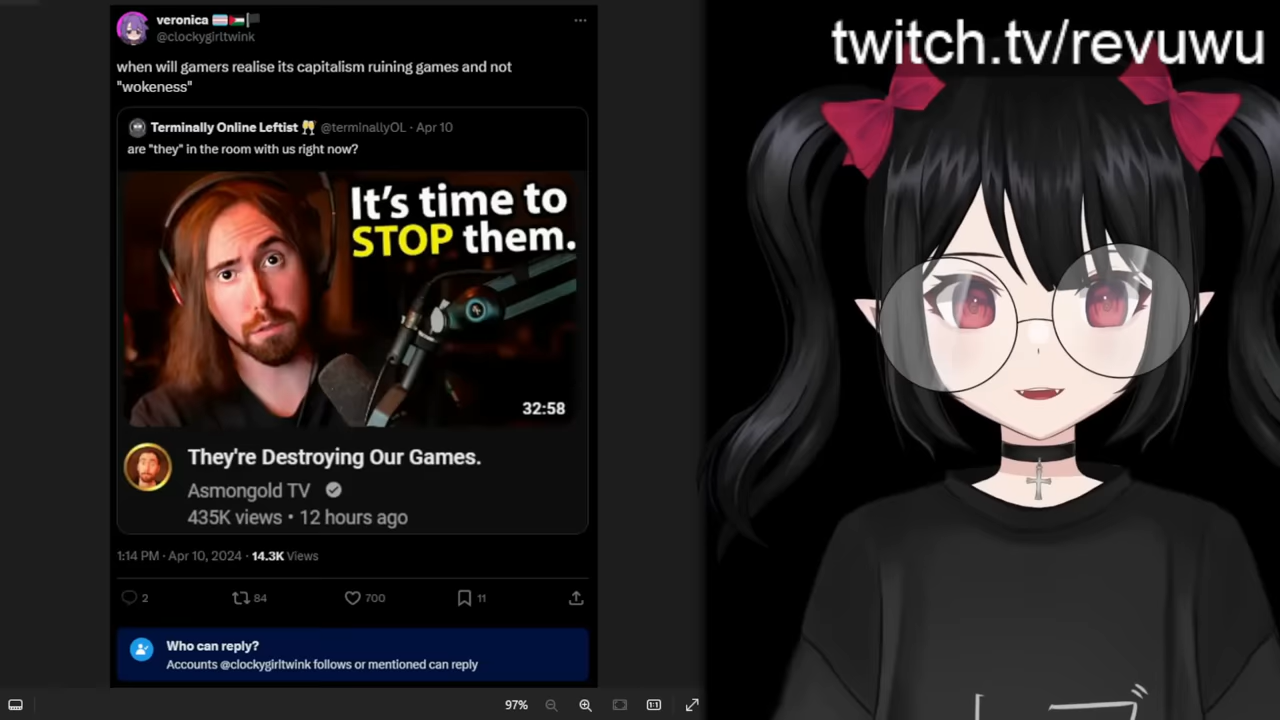 veronica
@clockygirltwink
when will gamers realise its capitalism ruining games and not
"wokeness"
Terminally Online Leftist 🥂 @terminallyOL · Apr 10
are "they" in the room with us right now?
It's time to
STOP them.
32:58
They're Destroying Our Games.
Asmongold TV
435K views • 12 hours ago
1:14 PM · Apr 10, 2024 · 14.3K Views
2 84 700 11
Who can reply?
Accounts @clockygirltwink follows or mentioned can reply
97% 1:1
twitch.tv/revuwu